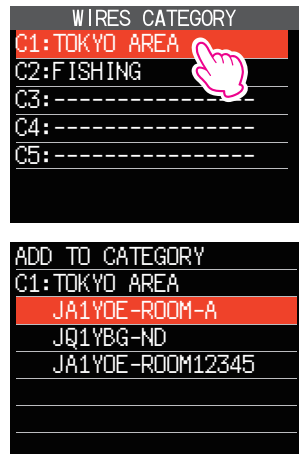 WIRES CATEGORY
C1:TOKYO AREA
C2:FISHING
C3:----------------
C4:----------------
C5:----------------
ADD TO CATEGORY
C1:TOKYO AREA
JA1YOE-ROOM-A
JQ1YBG-ND
JA1YOE-ROOM12345